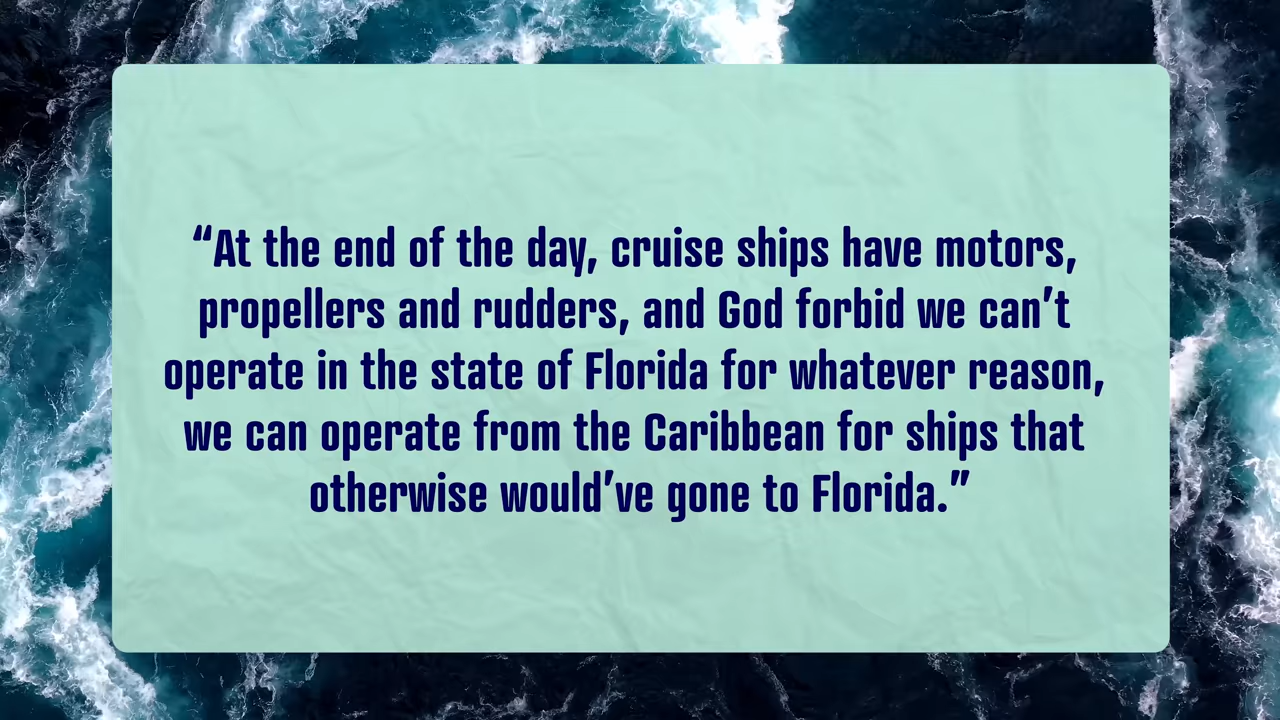 “At the end of the day, cruise ships have motors,
propellers and rudders, and God forbid we can’t
operate in the state of Florida for whatever reason,
we can operate from the Caribbean for ships that
otherwise would’ve gone to Florida.”